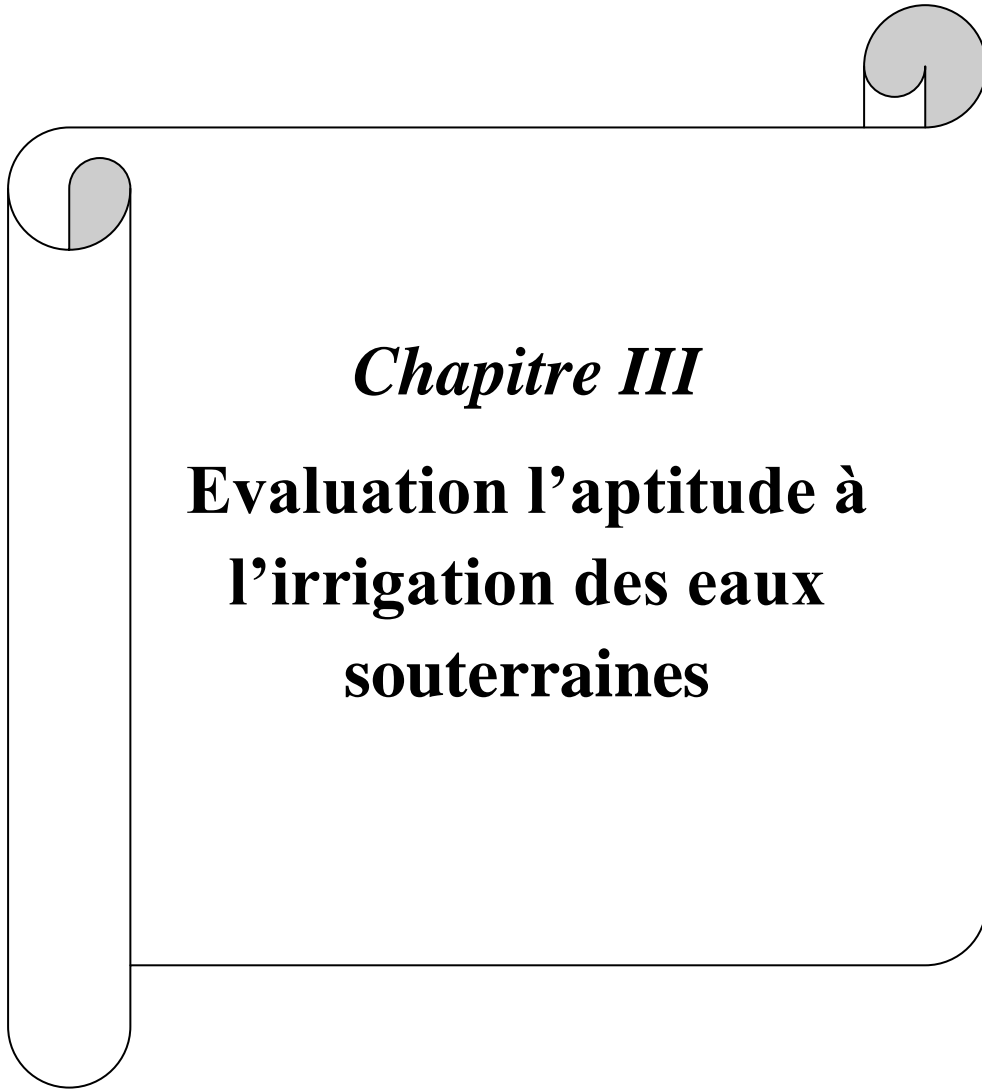 Chapitre III
Evaluation l’aptitude à
l’irrigation des eaux
souterraines